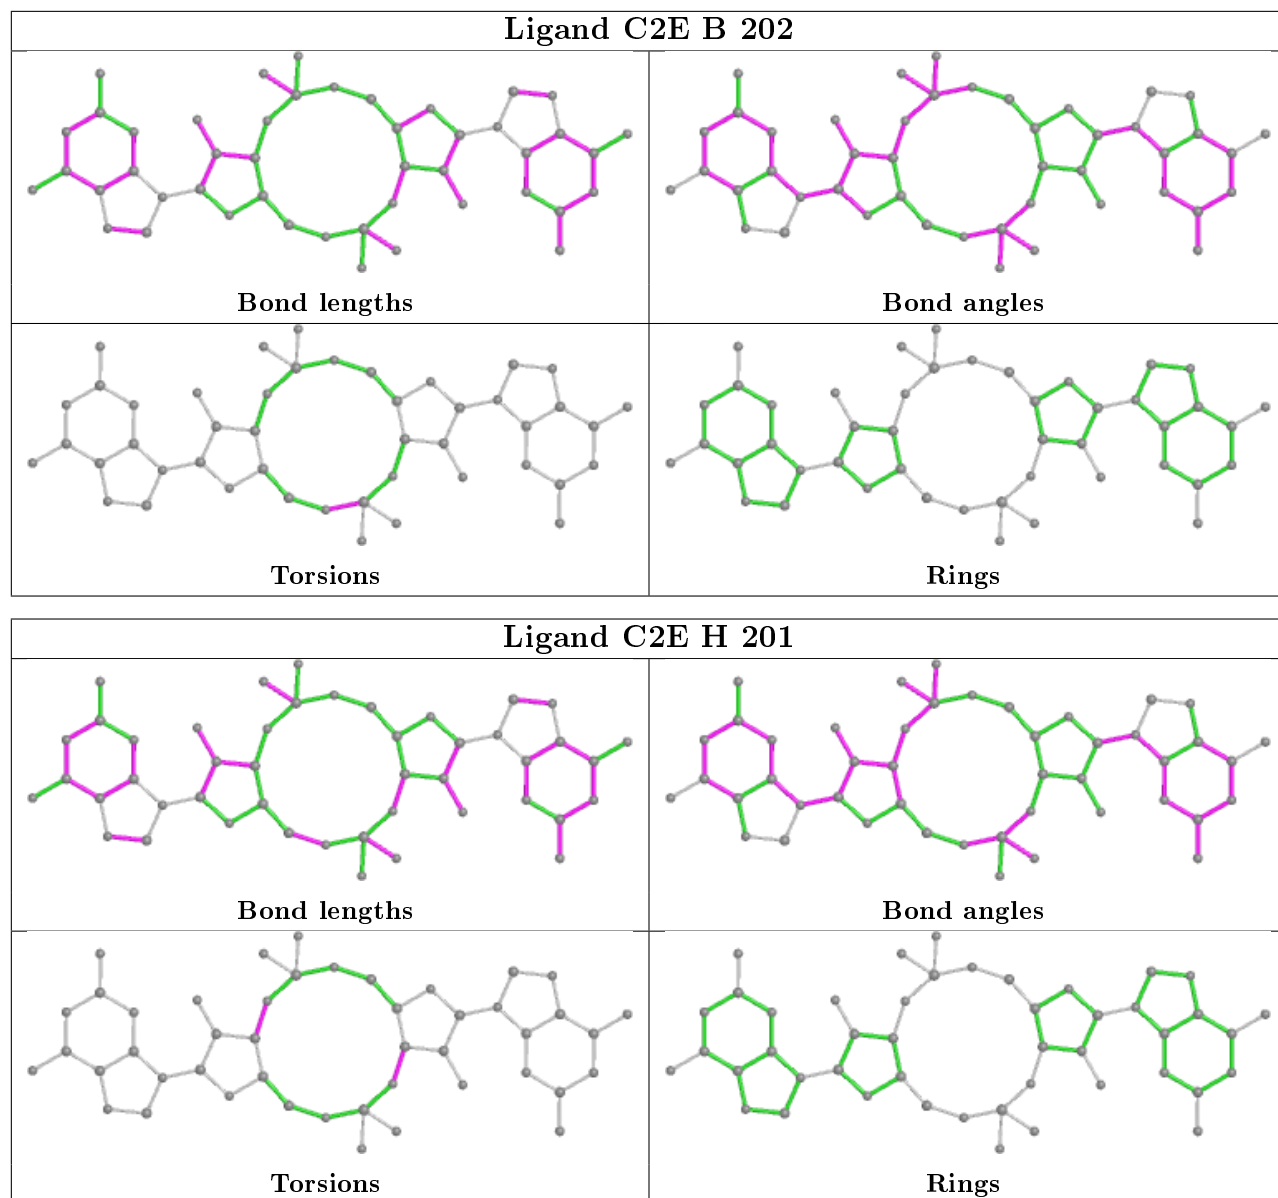 Ligand C2E B 202
Bond lengths
Bond angles
Torsions
Rings
Ligand C2E H 201
Bond lengths
Bond angles
Torsions
Rings